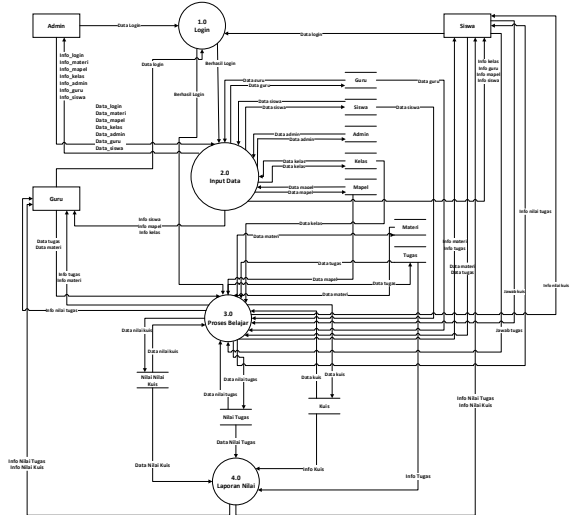 Admin
Data Login
1.0
Login
Data login
Siswa
Info_login
Info_materi
Info_mapel
Info_kelas
Info_admin
Info_guru
Info_siswa
Data login
Berhasil Login
Berhasil Login
Info kelas
Info guru
Info mapel
Info siswa
Data_login
_Data_materi
Data_mapel
Data_kelas
_Data_admin
Data_guru
Data_siswa
Data guru
Data guru
Guru
Data guru
Data siswa
Data siswa
Siswa
Data siswa
Data admin
Data admin
Admin
2.0
Input Data
Data kelas
Data kelas
Kelas
Data mapel
Data mapel
Mapel
Guru
Info siswa
Info mapel
Info kelas
Data kelas
Info nilai tugas
Data tugas
Data materi
Data materi
Materi
Info materi
Info tugas
Tugas
Data tugas
Info tugas
Info materi
Data mapel
Data tugas
Data materi
Data materi
Data tugas
Info nilai kuis
Jawab kuis
Info nilai tugas
3.0
Proses Belajar
Data nilai kuis
Data nilai kuis
Jawab tugas
Nilai Nilai
Kuis
Data nilai tugas
Data nilai tugas
Data kuis
Data kuis
Kuis
Nilai Tugas
Info Nilai Tugas
Info Nilai Kuis
Data Nilai Tugas
Info Nilai Tugas
Info Nilai Kuis
Data Nilai Kuis
Info Kuis
Info Tugas
4.0
Laporan Nilai